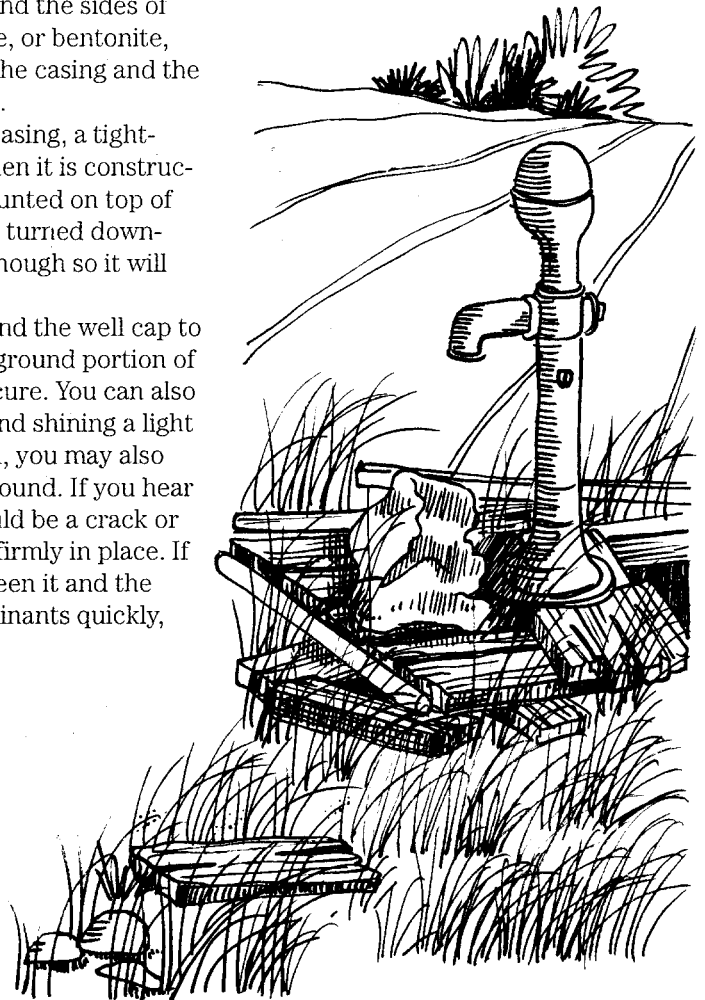 nd the sides of
e, or bentonite,
he casing and the
.
asing, a tight-
en it is construc-
unted on top of
turned down-
nough so it will
nd the well cap to
ground portion of
cure. You can also
nd shining a light
, you may also
ound. If you hear
ld be a crack or
firmly in place. If
een it and the
inants quickly,